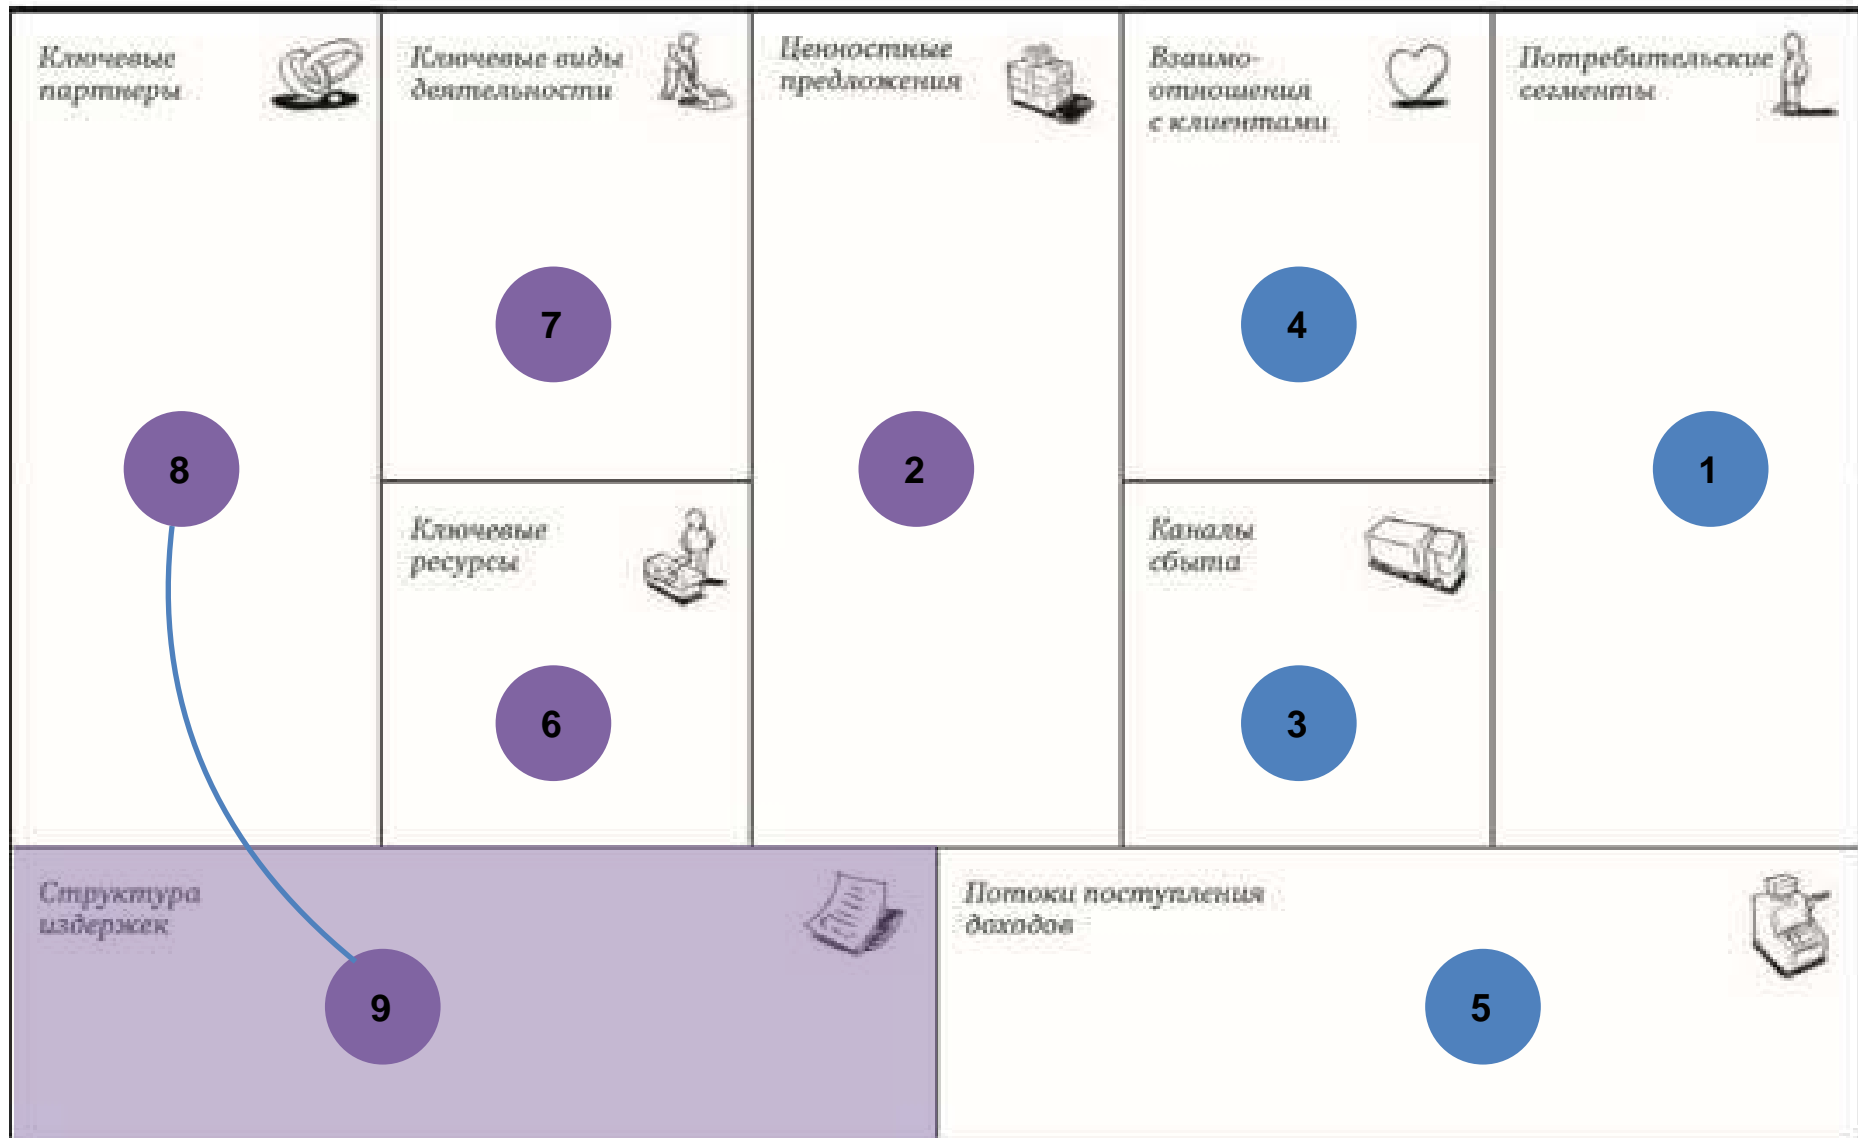 Ключевые
партнеры
8
Ключевые виды
деятельности
7
Ключевые
ресурсы
6
Ценностные
предложения
2
Взаимо-
отношения
с клиентами
4
Каналы
сбыта
3
Потребительские
сегменты
1
Структура
издержек
9
Потоки поступления
доходов
5